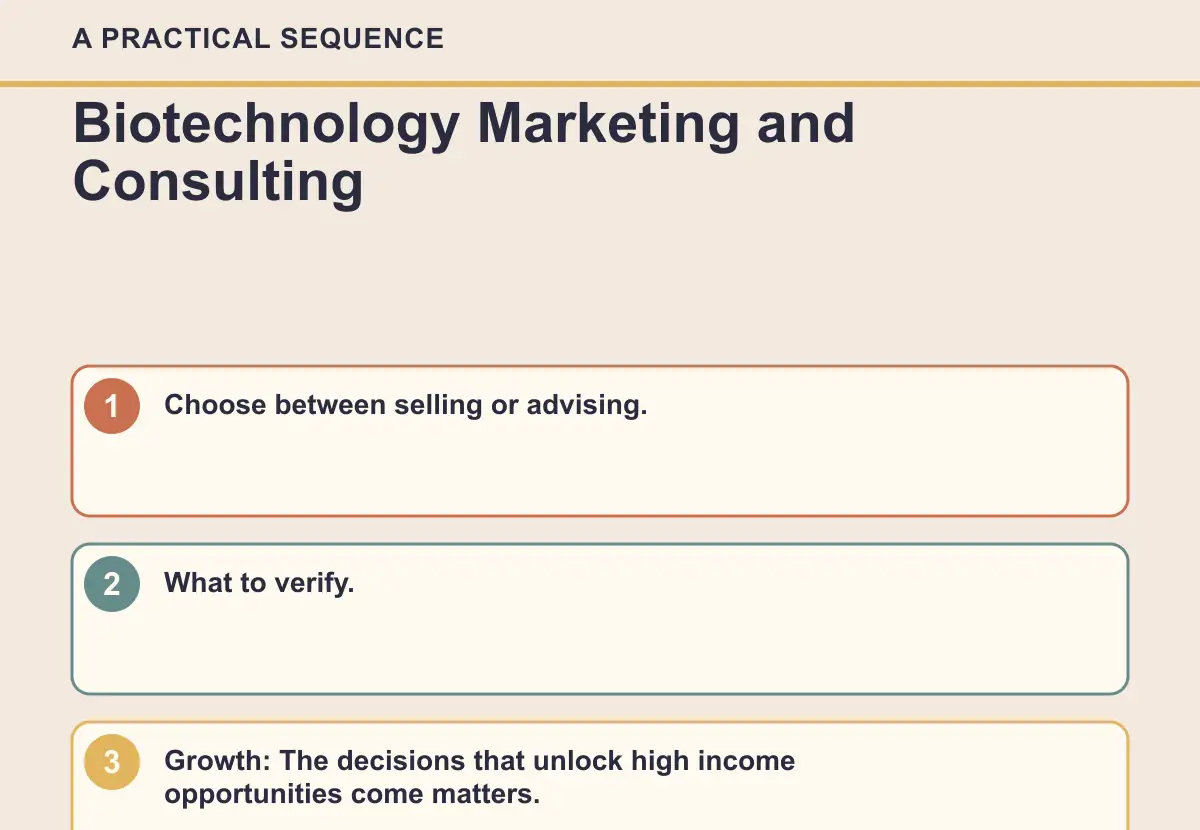 A PRACTICAL SEQUENCE
Biotechnology Marketing and
Consulting
1
Choose between selling or advising.
2
What to verify.
3
Growth: The decisions that unlock high income
opportunities come matters.